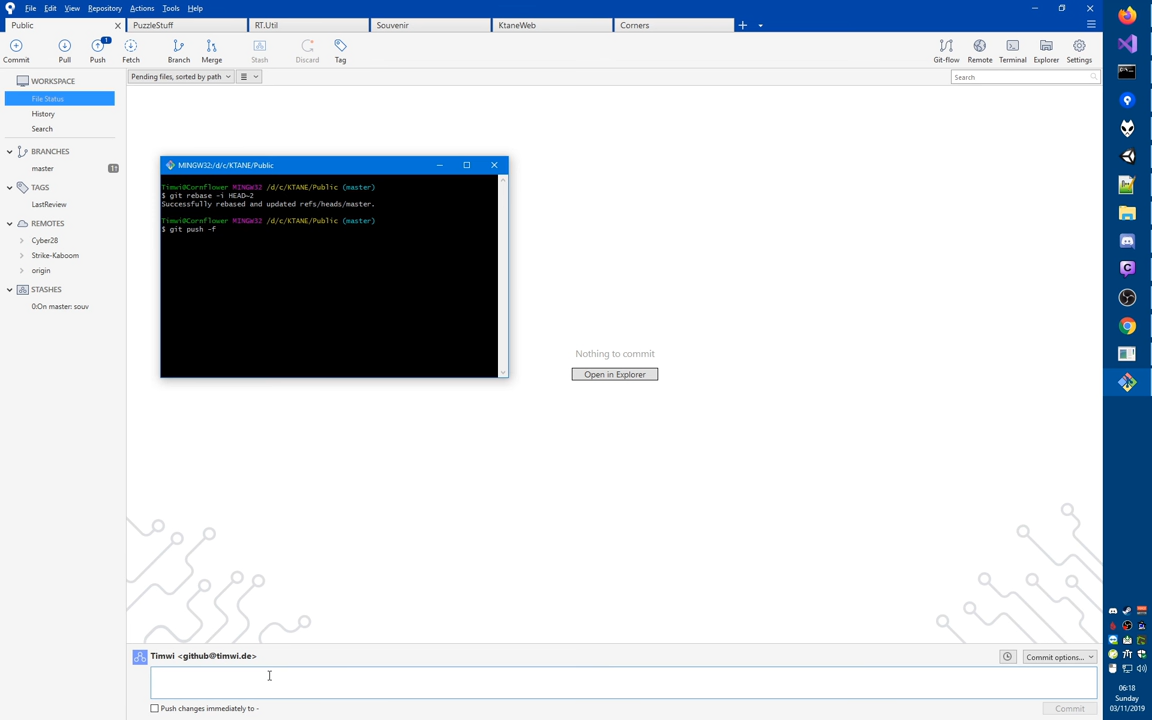 File Edit View Repository Actions Tools Help
Public PuzzleStuff RT.Util Souvenir KtaneWeb Corners
1
Commit Pull Push Fetch Branch Merge Stash Discard Tag Git-flow Remote Terminal Explorer Settings
WORKSPACE
File Status
History
Search
BRANCHES
master 1↑
TAGS
LastReview
REMOTES
Cyber28
Strike-Kaboom
origin
STASHES
0:On master: souv
Pending files, sorted by path
Search
MINGW32:/d/c/KTANE/Public
Timwi@Cornflower MINGW32 /d/c/KTANE/Public (master)
$ git rebase -i HEAD~2
Successfully rebased and updated refs/heads/master.
Timwi@Cornflower MINGW32 /d/c/KTANE/Public (master)
$ git push -f
Nothing to commit
Open in Explorer
Timwi <github@timwi.de>
Commit options...
Push changes immediately to -
Commit
06:18
Sunday
03/11/2019